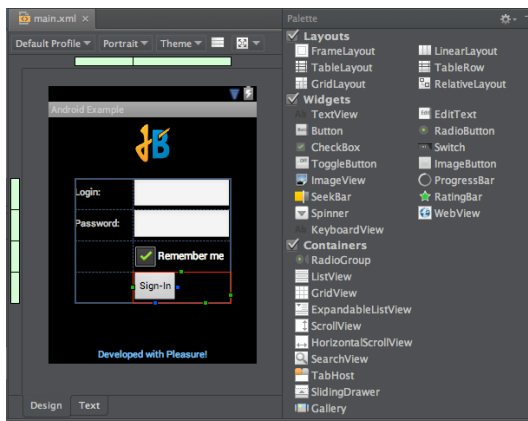 main.xml
Default Profile Portrait Theme
Android Example
Login:
Password:
Remember me
Sign-In
Developed with Pleasure!
Design Text
Palette
Layouts
FrameLayout LinearLayout
TableLayout TableRow
GridLayout RelativeLayout
Widgets
Ab TextView EditText
Button RadioButton
CheckBox Switch
ToggleButton ImageButton
ImageView ProgressBar
SeekBar RatingBar
Spinner WebView
Ab KeyboardView
Containers
RadioGroup
ListView
GridView
ExpandableListView
ScrollView
HorizontalScrollView
SearchView
TabHost
SlidingDrawer
Gallery